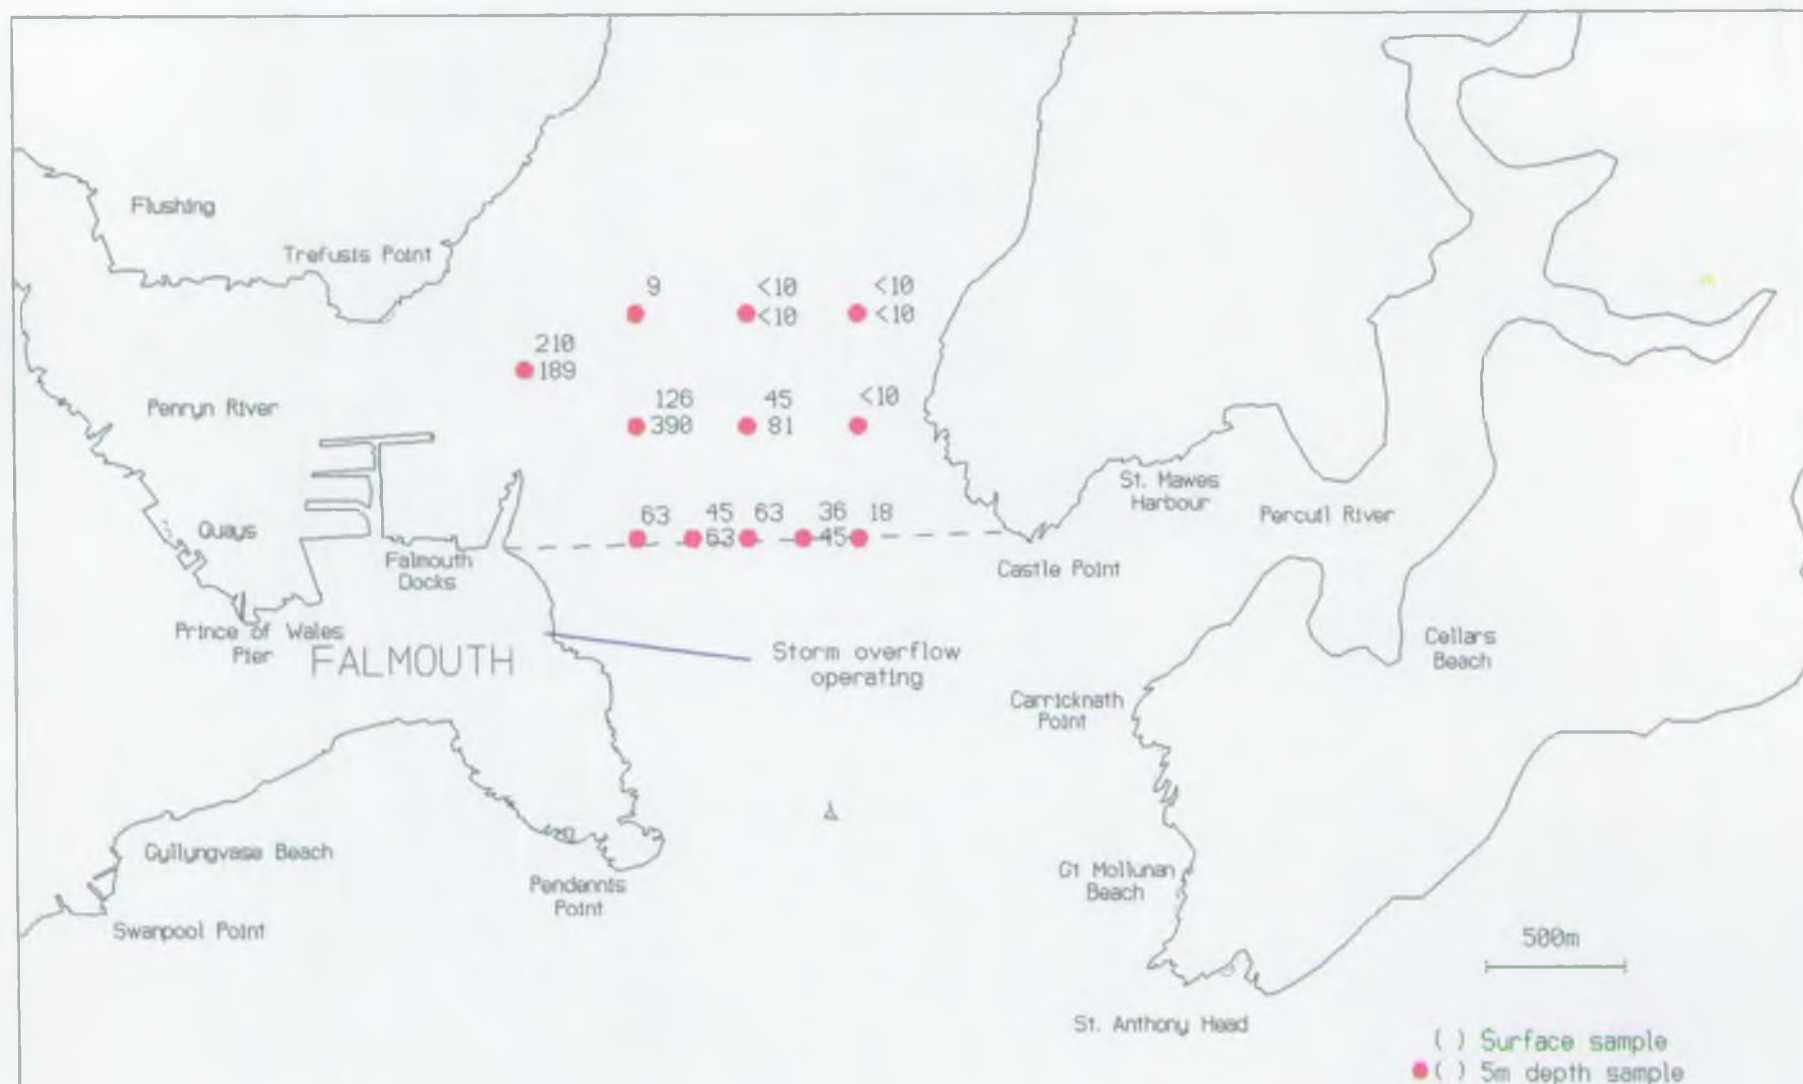 Flushing
Trefusis Point
9
<10
<10
<10
<10
210
189
Penryn River
126
390
45
81
<10
63
45
63
63
36
45
18
Quays
Falmouth
Docks
St. Mawes
Harbour
Percuil River
Castle Point
Prince of Wales
Pier
FALMOUTH
Storm overflow
operating
Cellars
Beach
Carricknath
Point
Gyllyngvase Beach
Pendennis
Point
Gt Mollunan
Beach
Swanpool Point
500m
St. Anthony Head
( ) Surface sample
( ) 5m depth sample